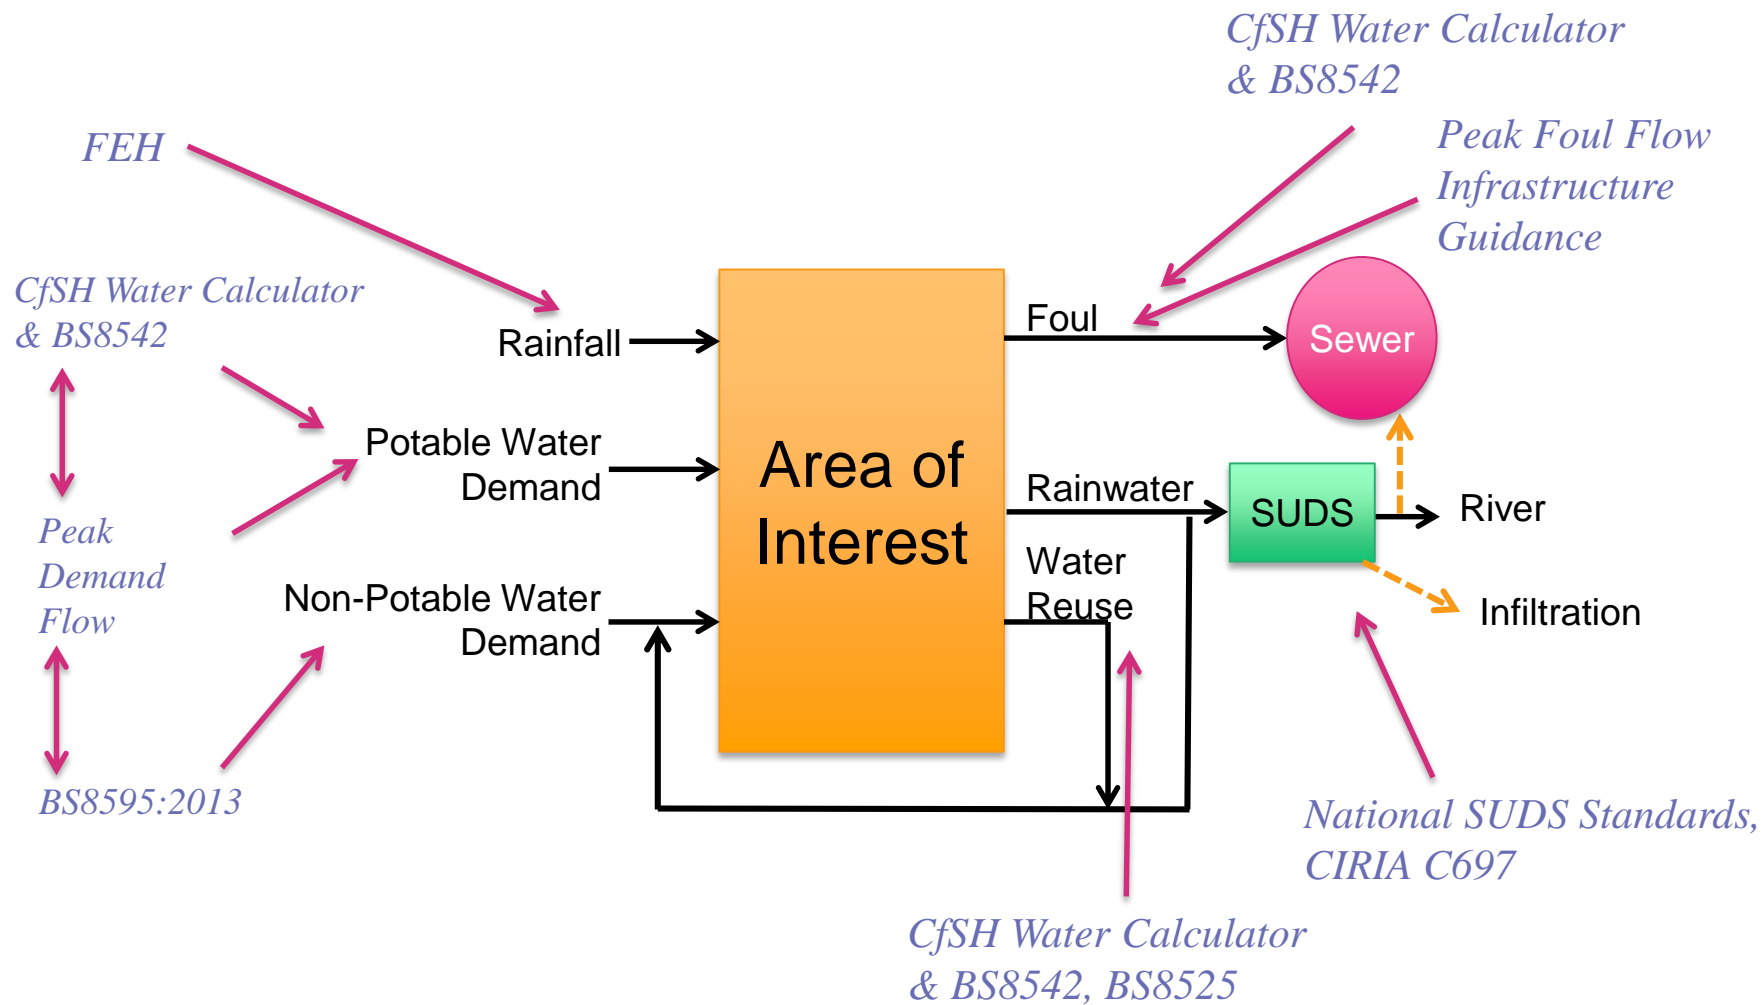 CfSH Water Calculator
& BS8542
FEH
Peak Foul Flow
Infrastructure
Guidance
CfSH Water Calculator
& BS8542
Rainfall
Foul
Sewer
Potable Water
Demand
Area of
Interest
Rainwater
SUDS
River
Peak
Demand
Flow
Non-Potable Water
Demand
Water
Reuse
Infiltration
BS8595:2013
National SUDS Standards,
CIRIA C697
CfSH Water Calculator
& BS8542, BS8525